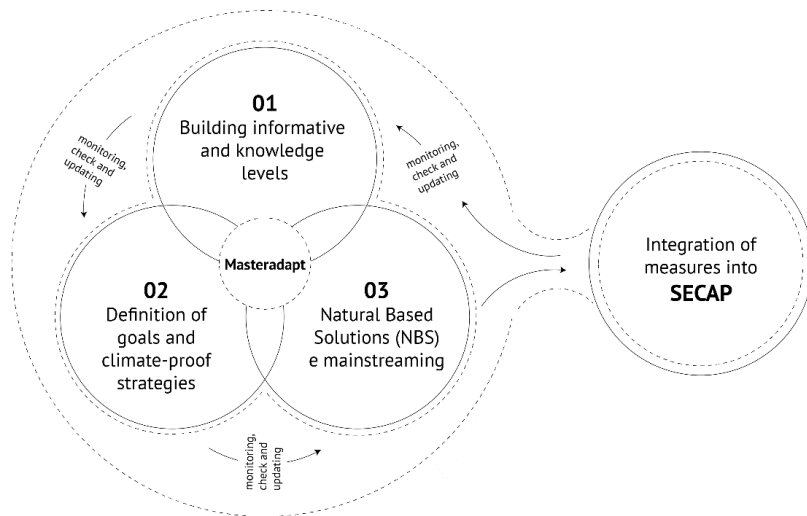 01
Building informative
and knowledge
levels
monitoring,
check and
updating
monitoring,
check and
updating
Masteradapt
02
Definition of
goals and
climate-proof
strategies
03
Natural Based
Solutions (NBS)
e mainstreaming
monitoring,
check and
updating
Integration of
measures into
SECAP